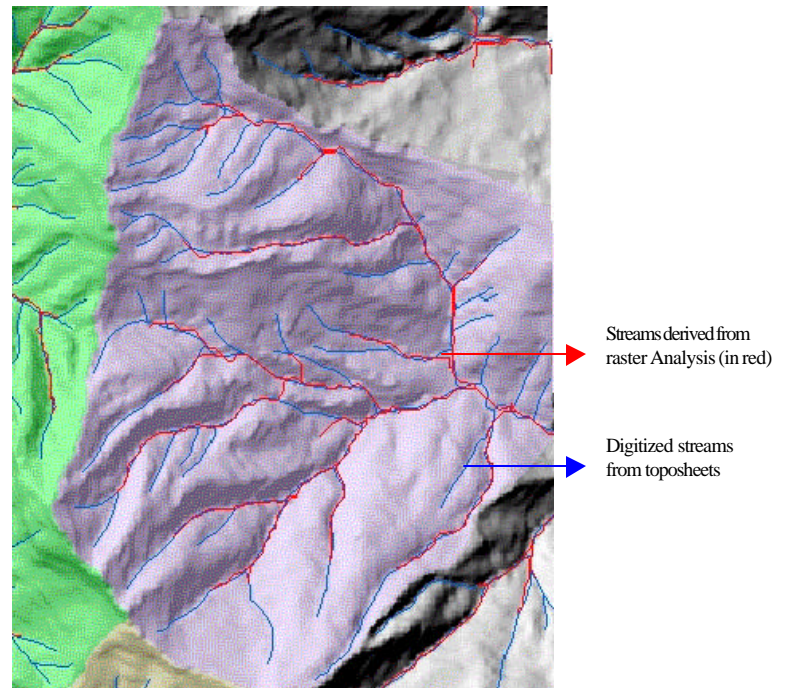 Streams derived from
raster Analysis (in red)
Digitized streams
from toposheets